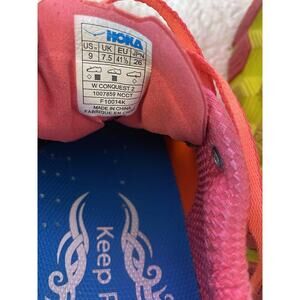 HOKA
US UK EU JPN
9 7.5 41⅓ 26
W CONQUEST 2
1007859 NCCT
F10014K
MADE IN CHINA
FABRIQUE EN CHINE
Keep